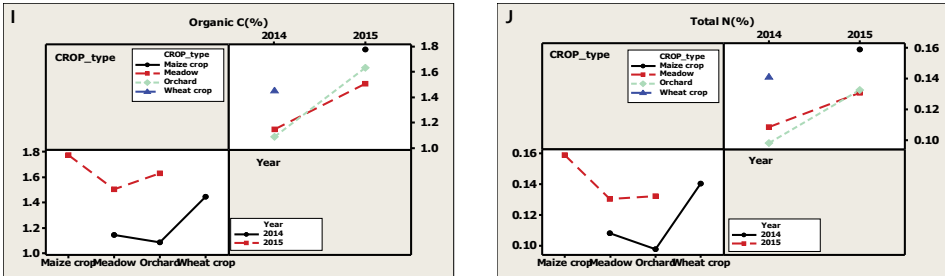 I
Organic C(%)
2014 2015
CROP_type
CROP_type
Maize crop
Meadow
Orchard
Wheat crop
1.8
1.6
1.4
1.2
1.0
1.8
1.6
1.4
1.2
1.0
Year
Year
2014
2015
Maize crop Meadow Orchard Wheat crop
J
Total N(%)
2014 2015
CROP_type
CROP_type
Maize crop
Meadow
Orchard
Wheat crop
0.16
0.14
0.12
0.10
0.16
0.14
0.12
0.10
Year
Year
2014
2015
Maize crop Meadow Orchard Wheat crop